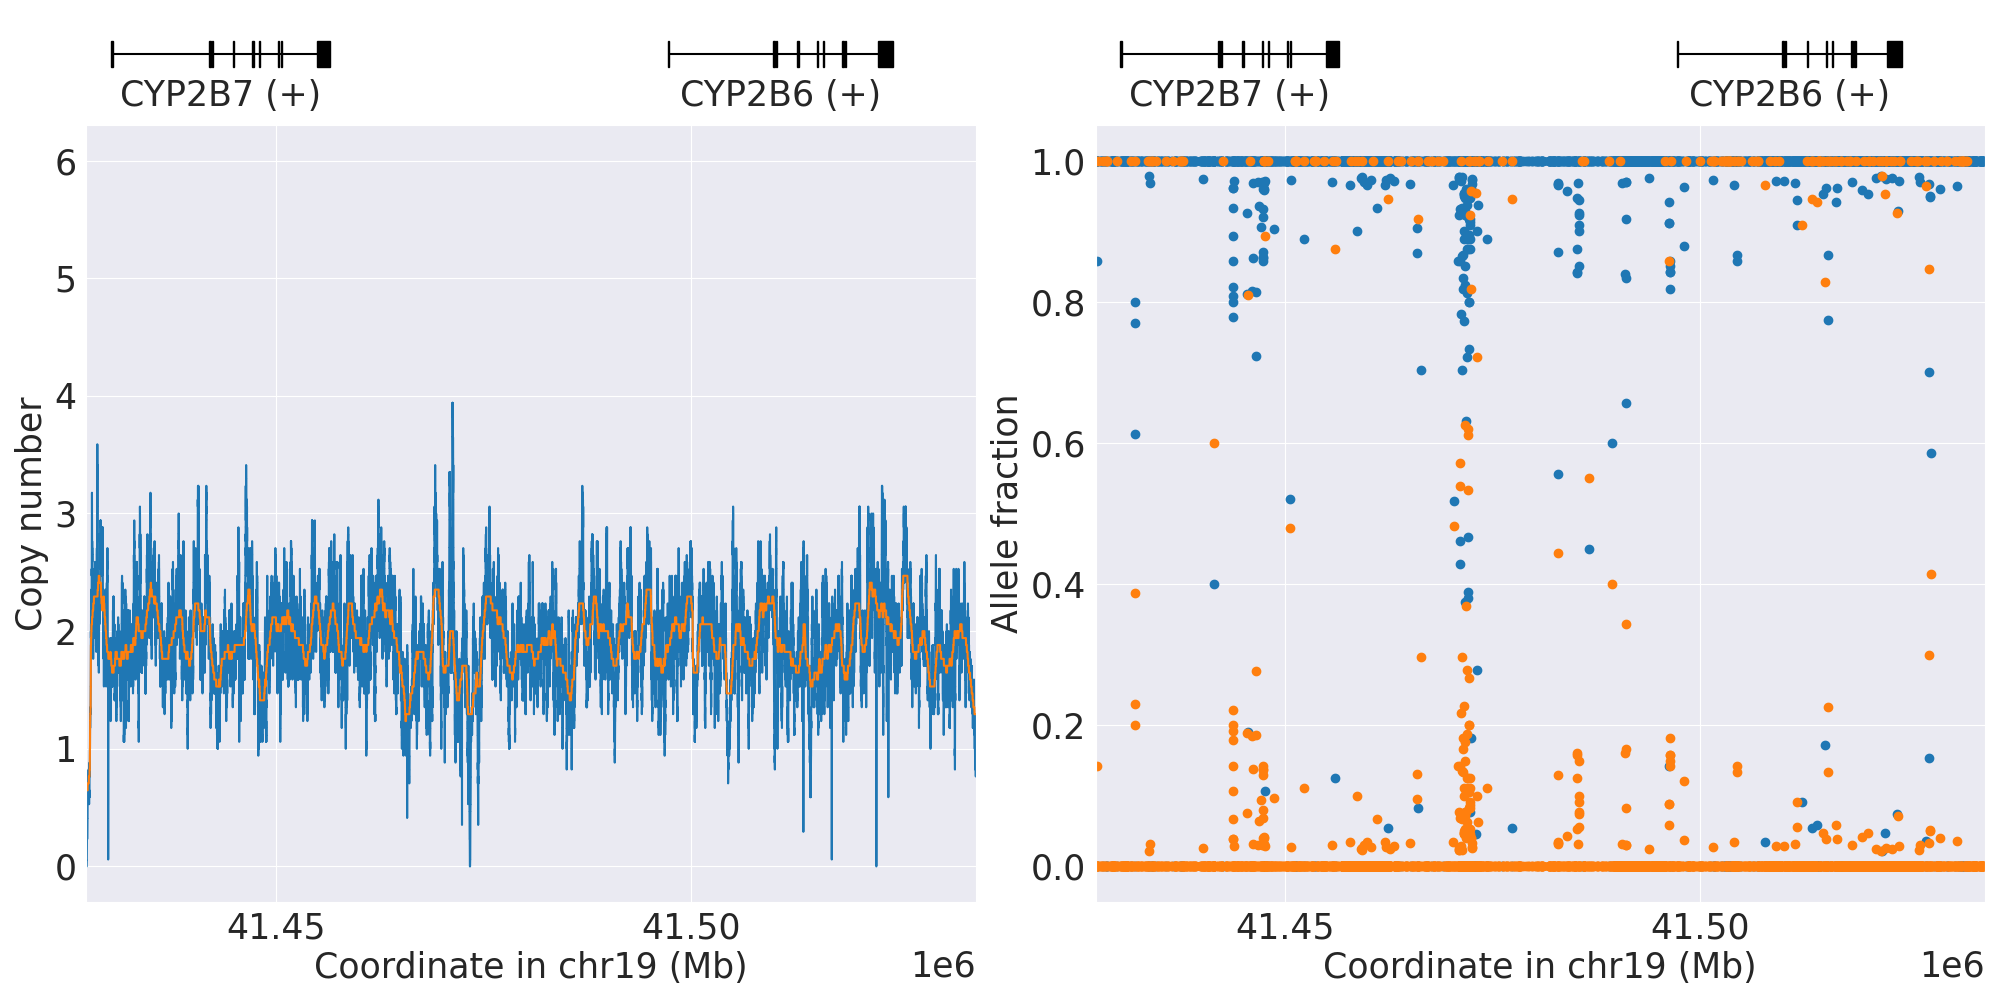 CYP2B7 (+) CYP2B6 (+)
6
5
4
3
2
1
0
Copy number
41.45 41.50
Coordinate in chr19 (Mb) 1e6
CYP2B7 (+) CYP2B6 (+)
1.0
0.8
0.6
0.4
0.2
0.0
Allele fraction
41.45 41.50
Coordinate in chr19 (Mb) 1e6